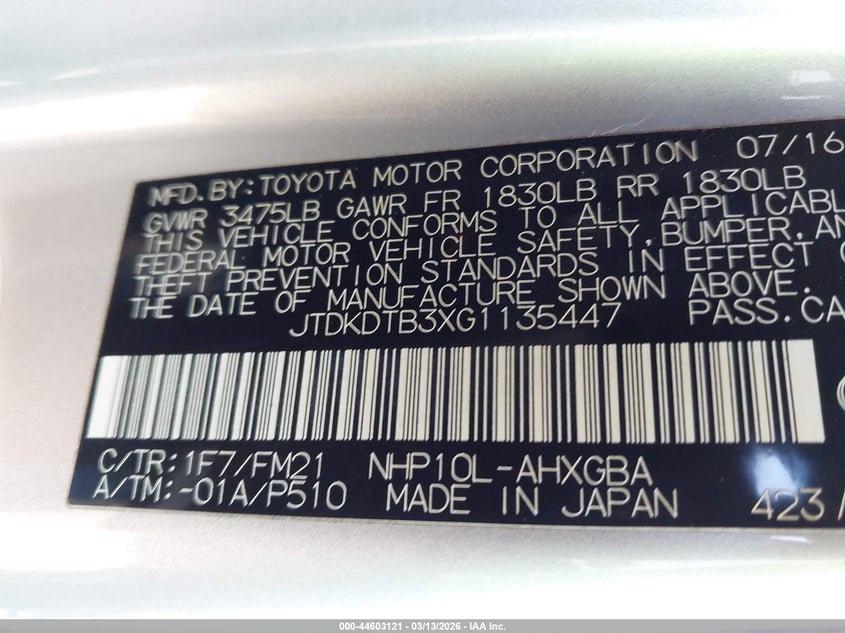 MFD. BY: TOYOTA MOTOR CORPORATION 07/16
GVWR 3475LB GAWR FR 1830LB RR 1830LB
THIS VEHICLE CONFORMS TO ALL APPLICABL
FEDERAL MOTOR VEHICLE SAFETY, BUMPER, AN
THEFT PREVENTION STANDARDS IN EFFECT
THE DATE OF MANUFACTURE SHOWN ABOVE.
JTDKDTB3XG1135447 PASS.CA
C/TR: 1F7/FM21 NHP10L-AHXGBA
A/TM: -01A/P510 MADE IN JAPAN 423
000-44603121 - 03/13/2026 - IAA Inc.